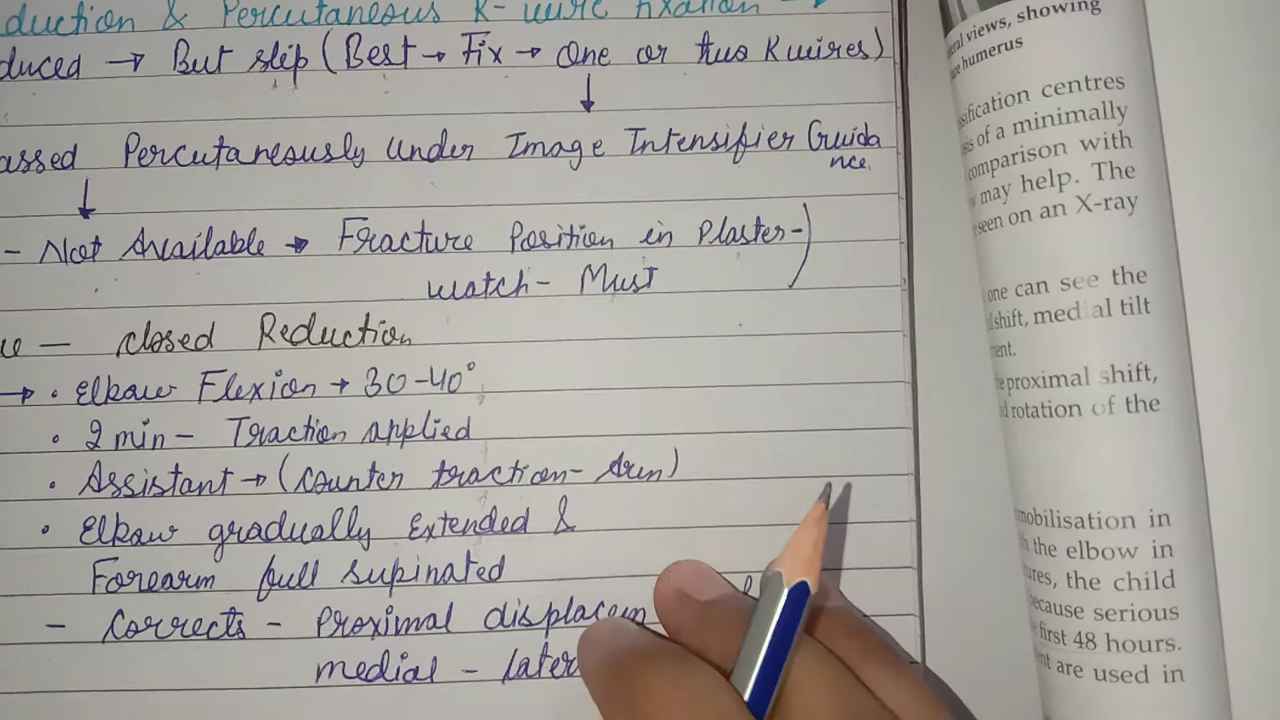 duction & Percutaneous K-wire fixation
duced → But slip (Best → Fix → One or two K wires)
assed Percutaneously Under Image Intensifier Guida
nce.
- Not Available → Fracture Position in Plaster-
watch - Must
closed Reduction
→ • Elbow Flexion → 30-40°
• 2 min - Traction applied
• Assistant → (Counter traction - Arm)
• Elbow gradually Extended &
Forearm full supinated
- Corrects - Proximal displacem
medial - later
ral views, showing
humerus
sification centres
sis of a minimally
comparison with
may help. The
seen on an X-ray
one can see the
shift, medial tilt
ent.
proximal shift,
rotation of the
mobilisation in
the elbow in
ures, the child
ecause serious
first 48 hours.
nt are used in